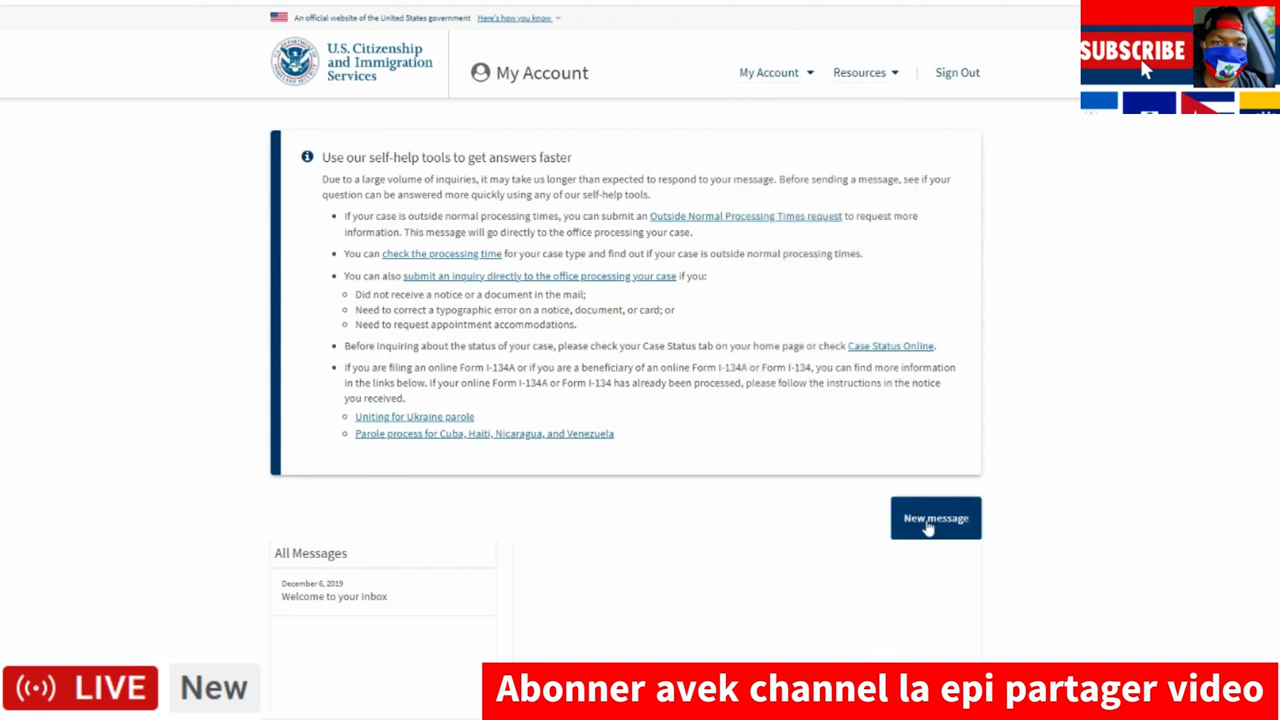 An official website of the United States government Here's how you know
U.S. Citizenship
and Immigration
Services
My Account
My Account
Resources
Sign Out
SUBSCRIBE
Use our self-help tools to get answers faster
Due to a large volume of inquiries, it may take us longer than expected to respond to your message. Before sending a message, see if your
question can be answered more quickly using any of our self-help tools.
If your case is outside normal processing times, you can submit an Outside Normal Processing Times request to request more
information. This message will go directly to the office processing your case.
You can check the processing time for your case type and find out if your case is outside normal processing times.
You can also submit an inquiry directly to the office processing your case if you:
Did not receive a notice or a document in the mail;
Need to correct a typographic error on a notice, document, or card; or
Need to request appointment accommodations.
Before inquiring about the status of your case, please check your Case Status tab on your home page or check Case Status Online.
If you are filing an online Form I-134A or if you are a beneficiary of an online Form I-134A or Form I-134, you can find more information
in the links below. If your online Form I-134A or Form I-134 has already been processed, please follow the instructions in the notice
you received.
Uniting for Ukraine parole
Parole process for Cuba, Haiti, Nicaragua, and Venezuela
New message
All Messages
December 6, 2019
Welcome to your inbox
LIVE
New
Abonner avek channel la epi partager video